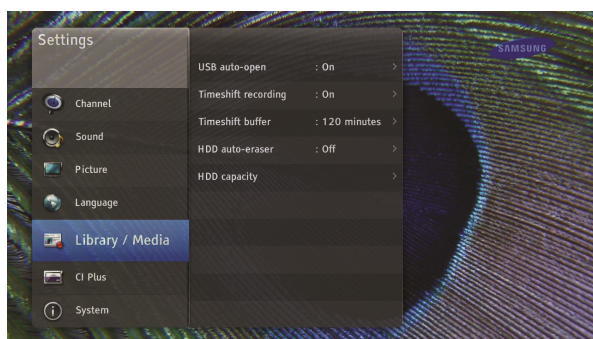 Settings
SAMSUNG
Channel
Sound
Picture
Language
Library / Media
CI Plus
System
USB auto-open : On >
Timeshift recording : On >
Timeshift buffer : 120 minutes >
HDD auto-eraser : Off >
HDD capacity >